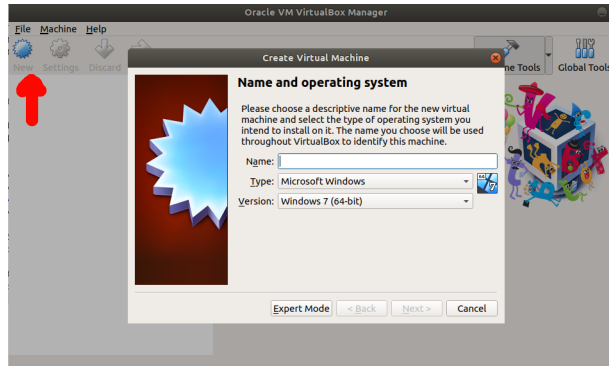 Oracle VM VirtualBox Manager
File Machine Help
New Settings Discard
ne Tools Global Tools
Create Virtual Machine
Name and operating system
Please choose a descriptive name for the new virtual
machine and select the type of operating system you
intend to install on it. The name you choose will be used
throughout VirtualBox to identify this machine.
Name:
Type: Microsoft Windows
64 7
Version: Windows 7 (64-bit)
Expert Mode < Back Next > Cancel